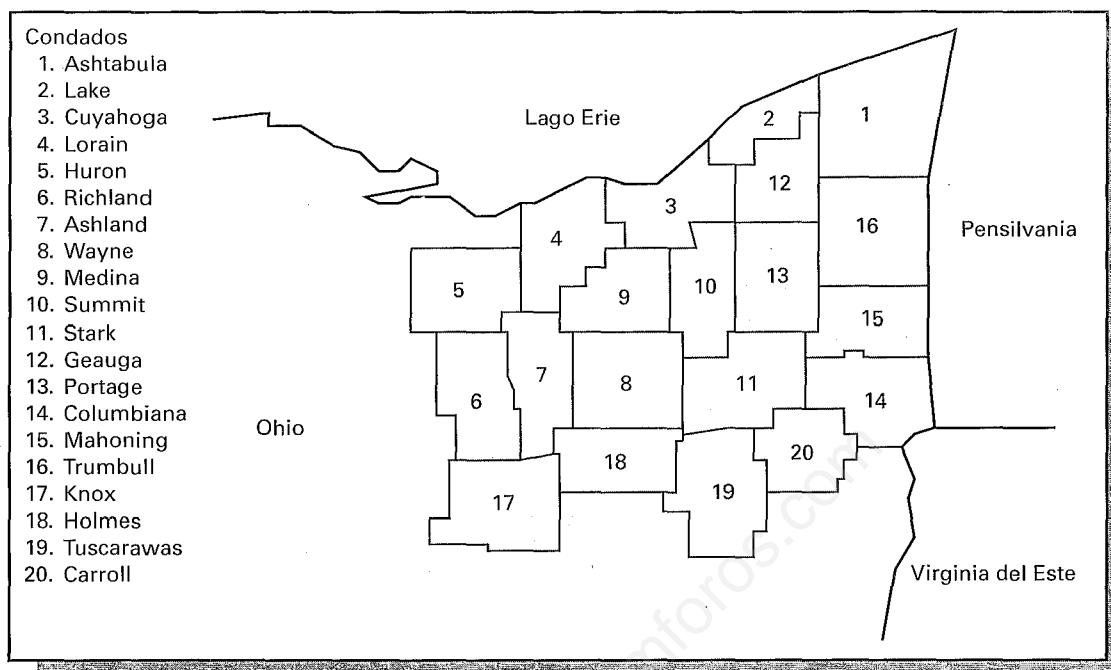 Condados
1. Ashtabula
2. Lake
3. Cuyahoga
4. Lorain
5. Huron
6. Richland
7. Ashland
8. Wayne
9. Medina
10. Summit
11. Stark
12. Geauga
13. Portage
14. Columbiana
15. Mahoning
16. Trumbull
17. Knox
18. Holmes
19. Tuscarawas
20. Carroll
Lago Erie
Ohio
Pensilvania
Virginia del Este
1
2
12
3
16
4
13
5
10
9
15
7
8
11
6
14
20
18
19
17
mforos.com